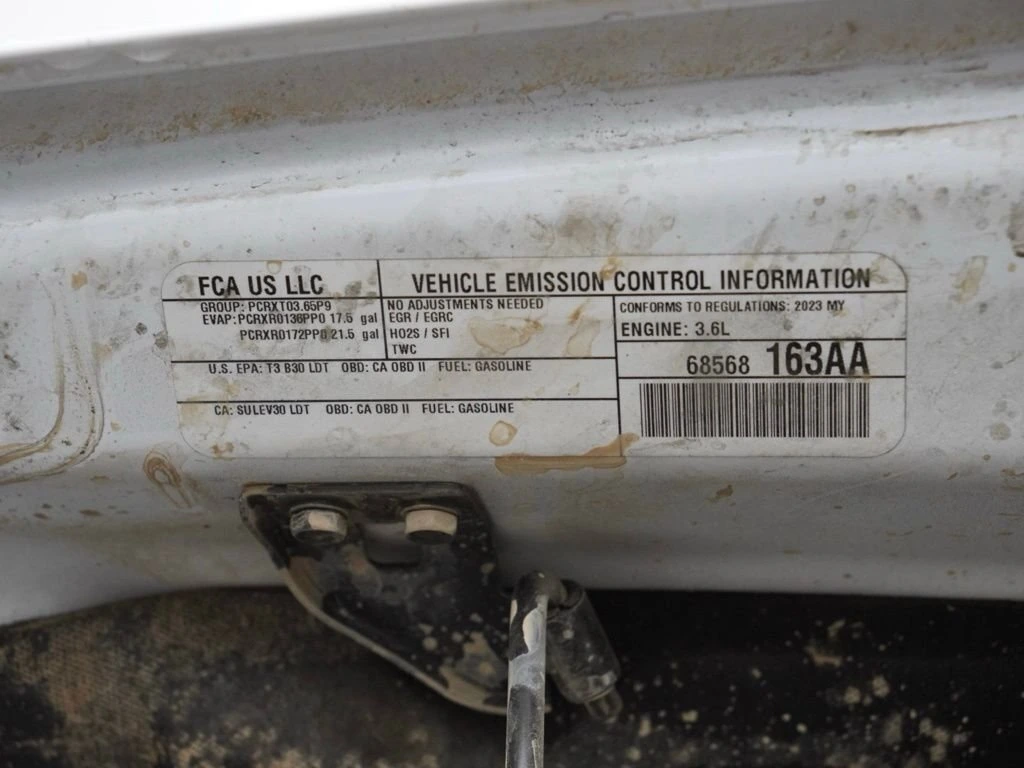 FCA US LLC
VEHICLE EMISSION CONTROL INFORMATION
GROUP: PCRXT03.65P9
EVAP: PCRXR0136PP0 17.5 gal
PCRXR0172PP0 21.5 gal
NO ADJUSTMENTS NEEDED
EGR / EGRC
HO2S / SFI
TWC
CONFORMS TO REGULATIONS: 2023 MY
ENGINE: 3.6L
68568 163AA
U.S. EPA: T3 B30 LDT OBD: CA OBD II FUEL: GASOLINE
CA: SULEV30 LDT OBD: CA OBD II FUEL: GASOLINE